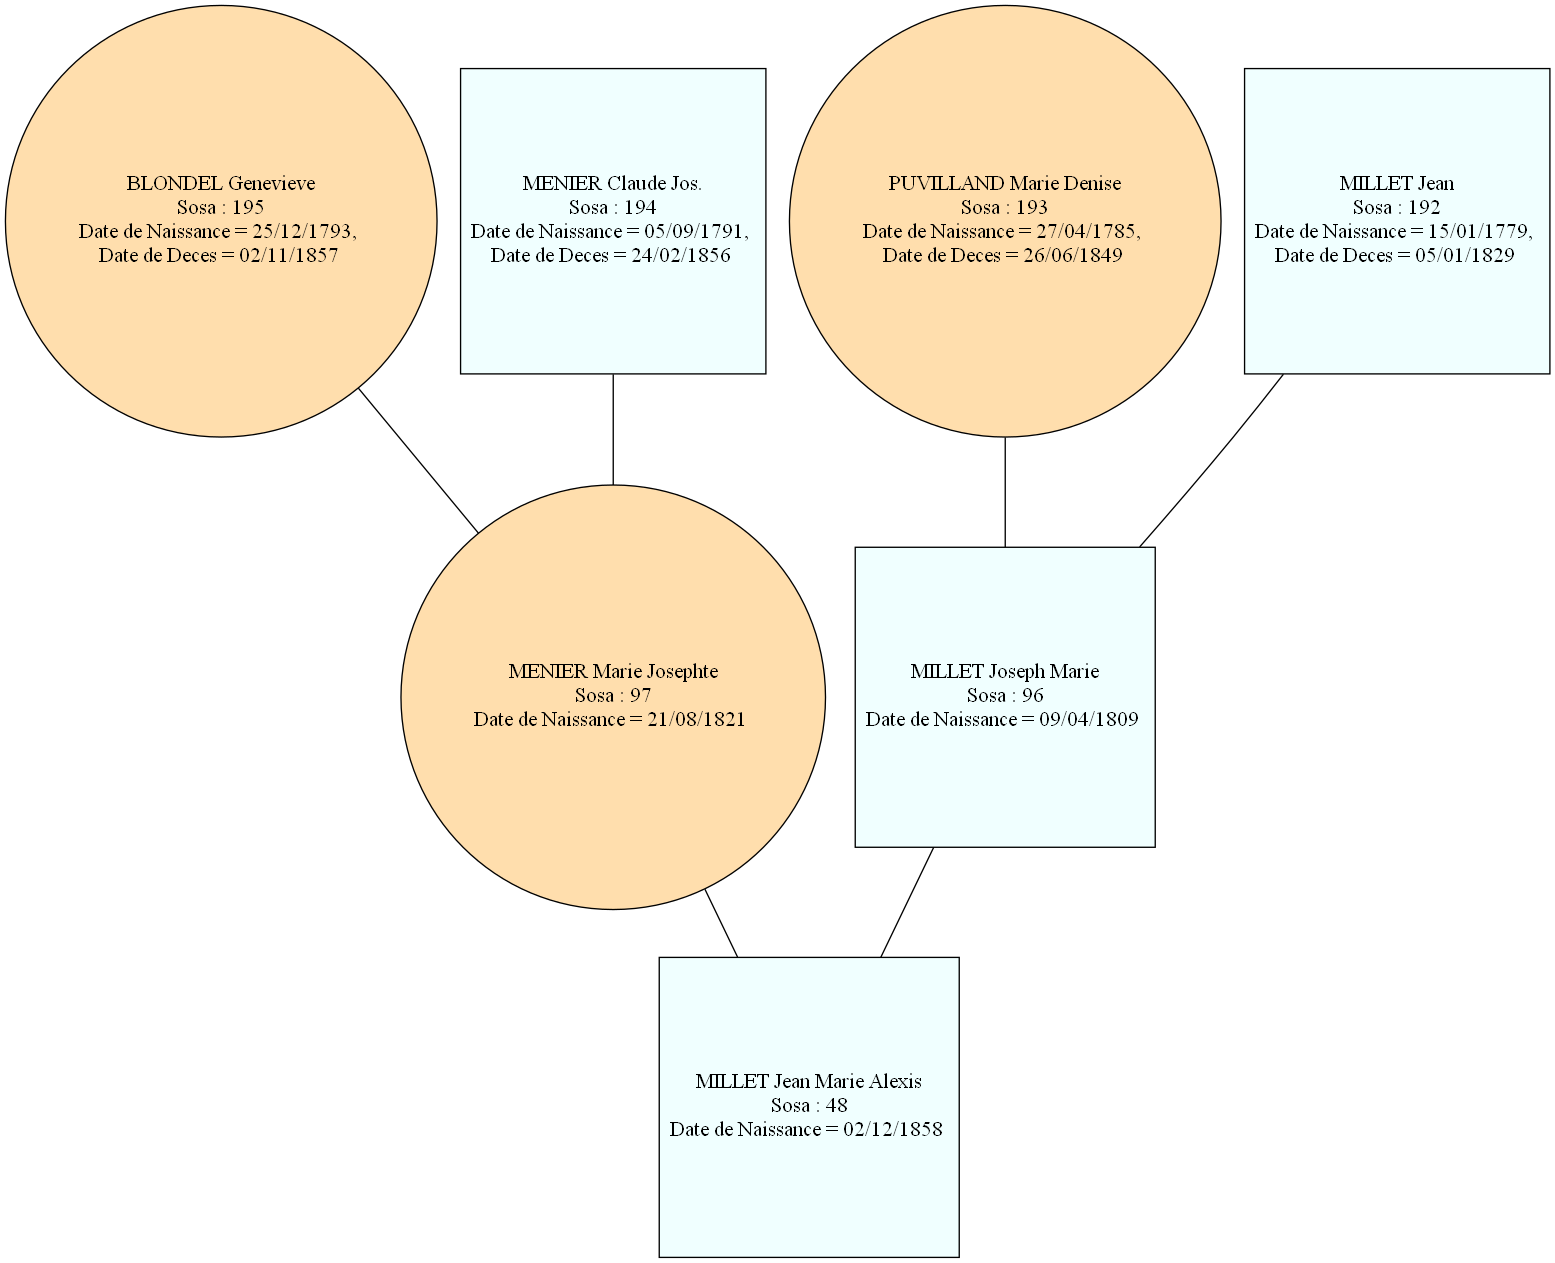 BLONDEL Genevieve
Sosa : 195
Date de Naissance = 25/12/1793,
Date de Deces = 02/11/1857
MENIER Claude Jos.
Sosa : 194
Date de Naissance = 05/09/1791,
Date de Deces = 24/02/1856
PUVILLAND Marie Denise
Sosa : 193
Date de Naissance = 27/04/1785,
Date de Deces = 26/06/1849
MILLET Jean
Sosa : 192
Date de Naissance = 15/01/1779,
Date de Deces = 05/01/1829
MENIER Marie Josephte
Sosa : 97
Date de Naissance = 21/08/1821
MILLET Joseph Marie
Sosa : 96
Date de Naissance = 09/04/1809
MILLET Jean Marie Alexis
Sosa : 48
Date de Naissance = 02/12/1858